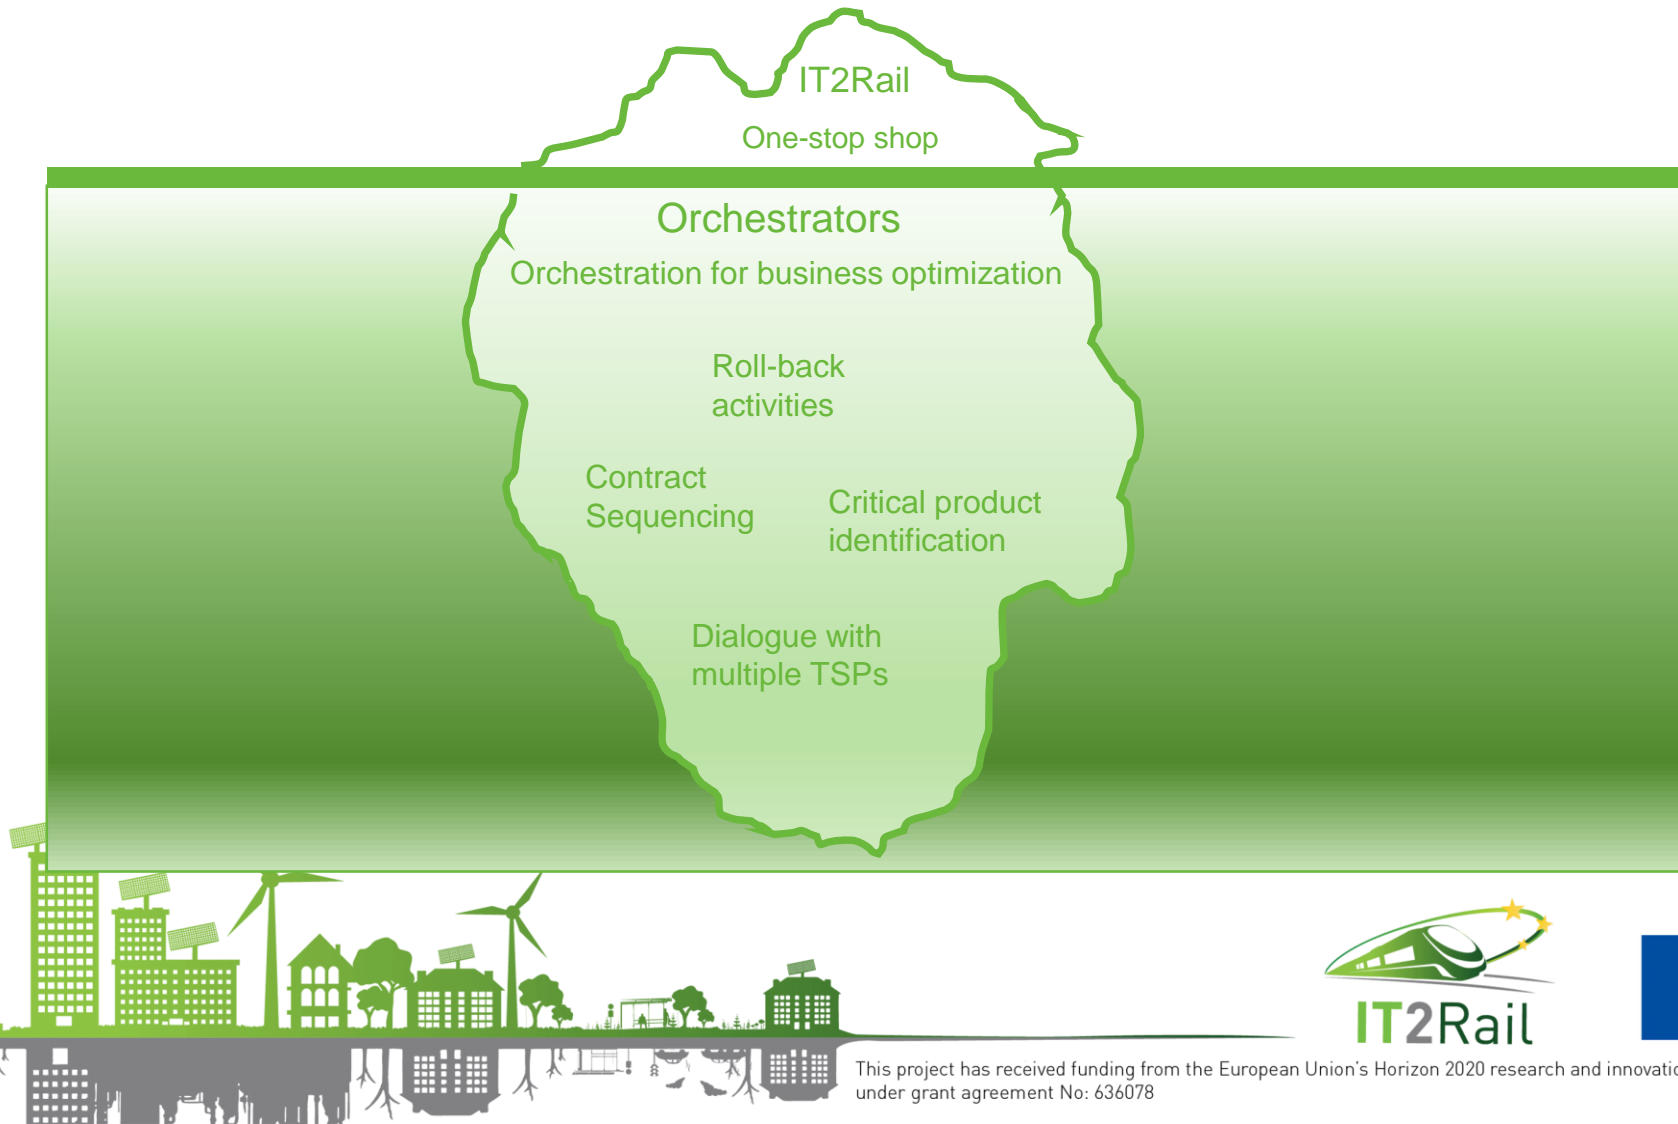 IT2Rail
One-stop shop
Orchestrators
Orchestration for business optimization
Roll-back
activities
Contract
Sequencing
Critical product
identification
Dialogue with
multiple TSPs
IT2Rail
This project has received funding from the European Union's Horizon 2020 research and
under grant agreement No: 636078